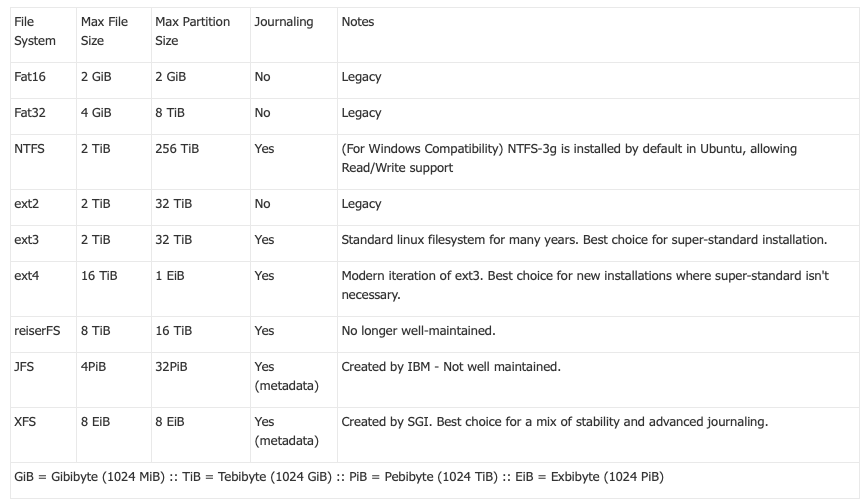 File System Max File Size Max Partition Size Journaling Notes
Fat16 2 GiB 2 GiB No Legacy
Fat32 4 GiB 8 TiB No Legacy
NTFS 2 TiB 256 TiB Yes (For Windows Compatibility) NTFS-3g is installed by default in Ubuntu, allowing Read/Write support
ext2 2 TiB 32 TiB No Legacy
ext3 2 TiB 32 TiB Yes Standard linux filesystem for many years. Best choice for super-standard installation.
ext4 16 TiB 1 EiB Yes Modern iteration of ext3. Best choice for new installations where super-standard isn't necessary.
reiserFS 8 TiB 16 TiB Yes No longer well-maintained.
JFS 4PiB 32PiB Yes (metadata) Created by IBM - Not well maintained.
XFS 8 EiB 8 EiB Yes (metadata) Created by SGI. Best choice for a mix of stability and advanced journaling.
GiB = Gibibyte (1024 MiB) :: TiB = Tebibyte (1024 GiB) :: PiB = Pebibyte (1024 TiB) :: EiB = Exbibyte (1024 PiB)